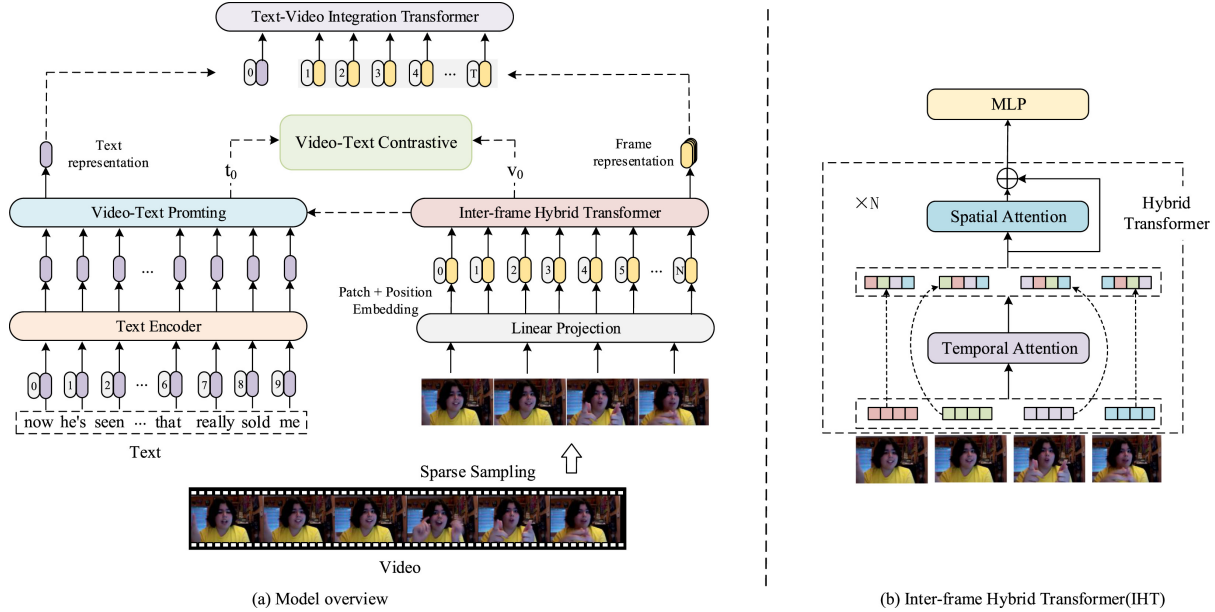 Text-Video Integration Transformer
0 1 2 3 4 ... T
Text
representation
Video-Text Contrastive
Frame
representation
t0
v0
Video-Text Promting
Inter-frame Hybrid Transformer
...
0 1 2 3 4 5 ... N
Patch + Position
Embedding
Text Encoder
Linear Projection
0 1 2 ... 6 7 8 9
now he's seen ... that really sold me
Text
Sparse Sampling
Video
(a) Model overview
MLP
×N
Spatial Attention
Hybrid
Transformer
Temporal Attention
(b) Inter-frame Hybrid Transformer(IHT)